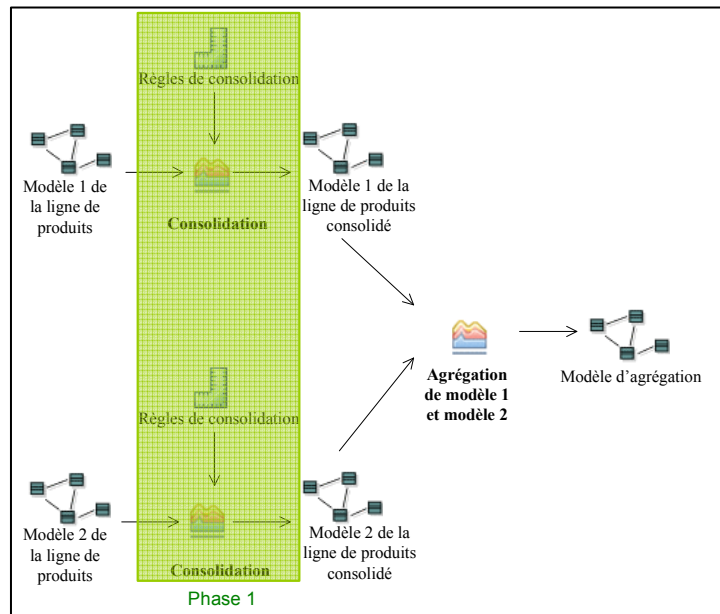 Règles de consolidation
Modèle 1 de
la ligne de
produits
Consolidation
Modèle 1 de la
ligne de produits
consolidé
Agrégation
de modèle 1
et modèle 2
Modèle d’agrégation
Règles de consolidation
Modèle 2 de
la ligne de
produits
Consolidation
Modèle 2 de la
ligne de produits
consolidé
Phase 1